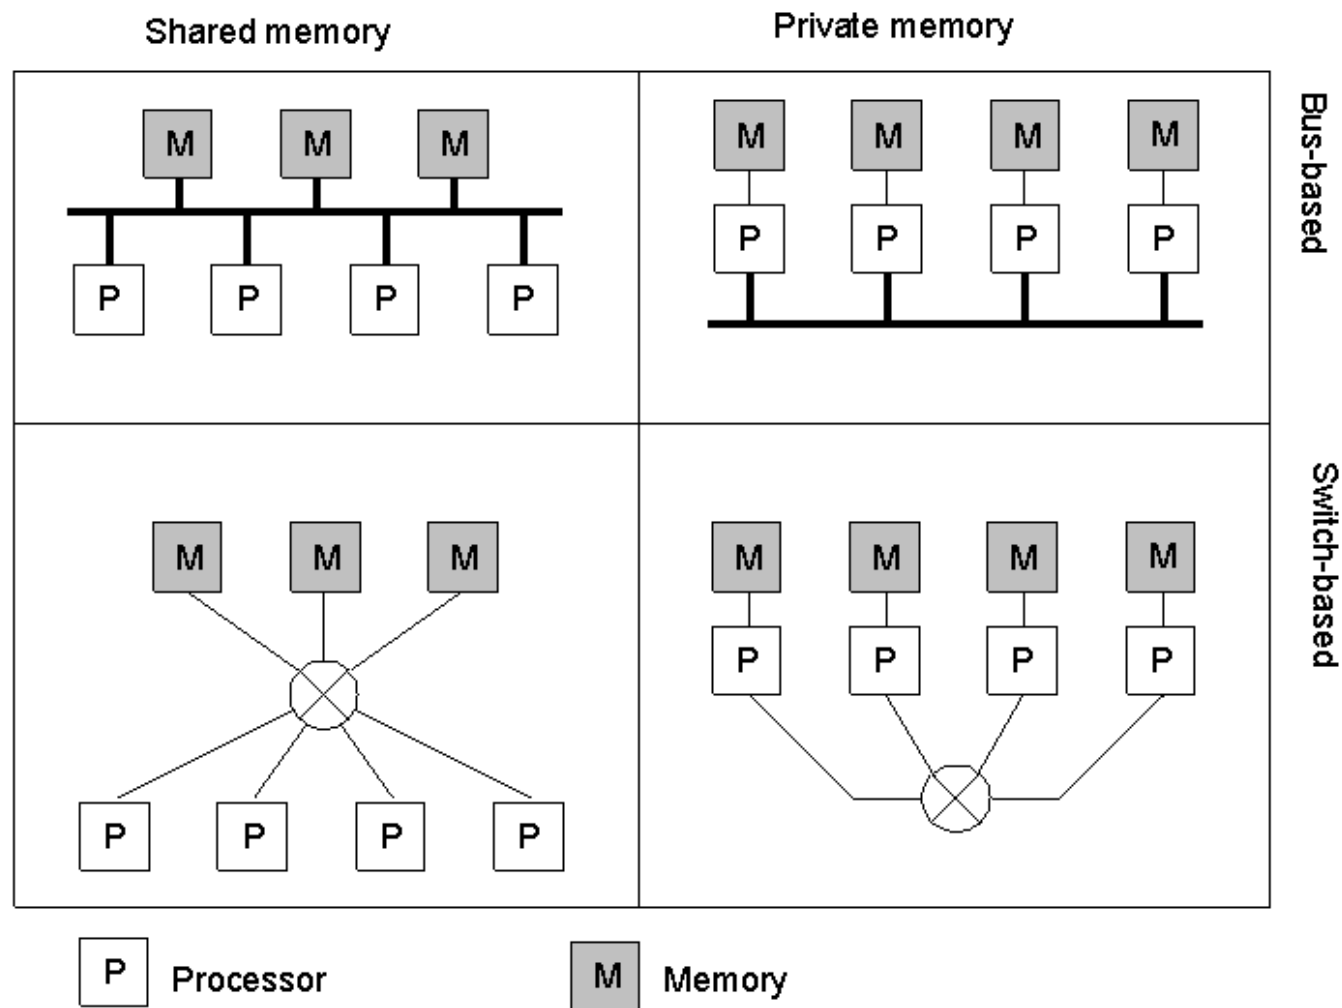 Shared memory
Private memory
M M M
P P P P
M M M M
P P P P
Bus-based
M M M
P P P P
M M M M
P P P P
Switch-based
P Processor
M Memory